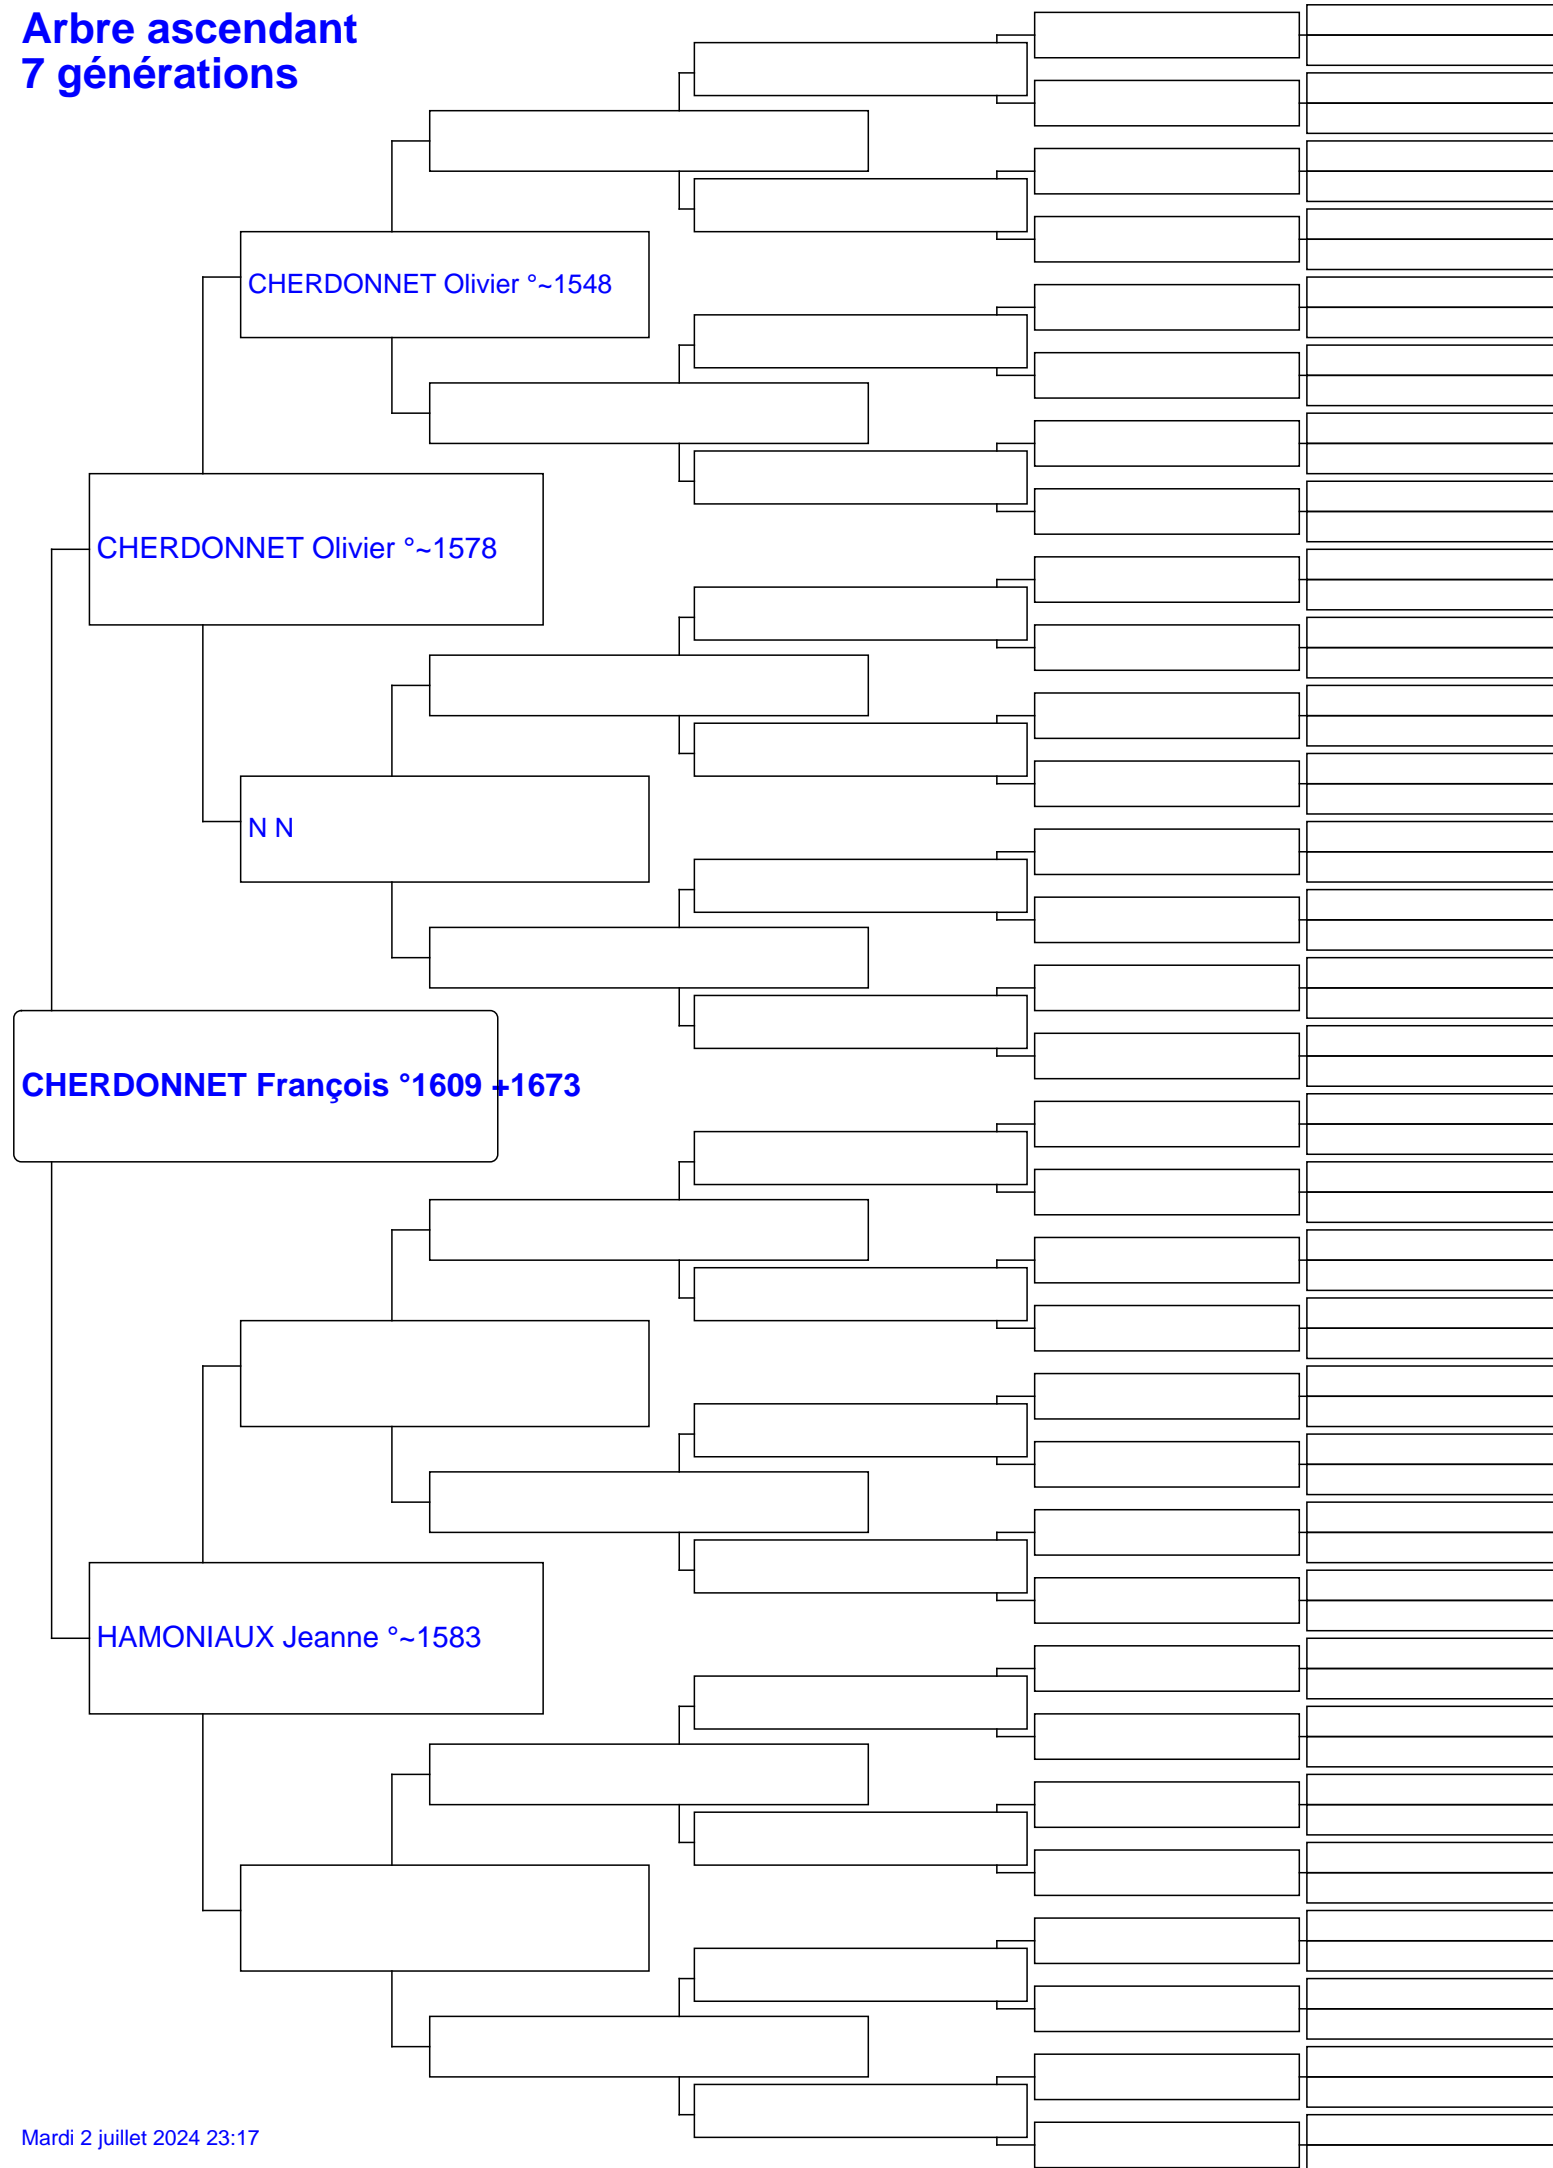 Arbre ascendant
7 générations
CHERDONNET Olivier °~1548
CHERDONNET Olivier °~1578
N N
CHERDONNET François °1609 +1673
HAMONIAUX Jeanne °~1583
Mardi 2 juillet 2024 23:17